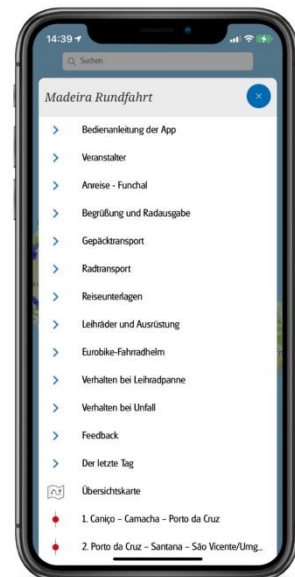 14:39
Suchen
Madeira Rundfahrt
Bedienanleitung der App
Veranstalter
Anreise - Funchal
Begrüßung und Radausgabe
Gepäcktransport
Radtransport
Reiseunterlagen
Leihräder und Ausrüstung
Eurobike-Fahrradhelm
Verhalten bei Leihradpanne
Verhalten bei Unfall
Feedback
Der letzte Tag
Übersichtskarte
1. Caniço – Camacha – Porto da Cruz
2. Porto da Cruz – Santana – São Vicente/Umg...